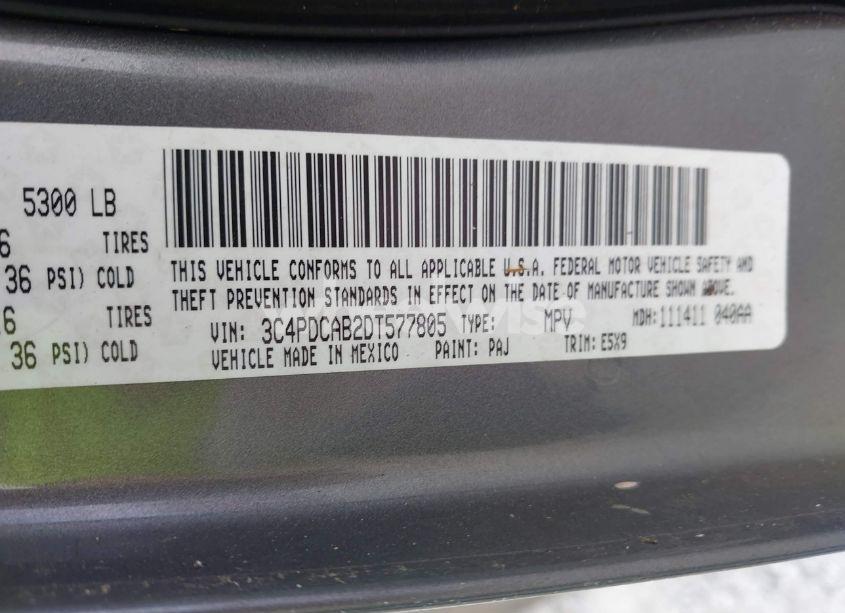 5300 LB
TIRES
36 PSI) COLD
TIRES
36 PSI) COLD
THIS VEHICLE CONFORMS TO ALL APPLICABLE U.S.A. FEDERAL MOTOR VEHICLE SAFETY AND
THEFT PREVENTION STANDARDS IN EFFECT ON THE DATE OF MANUFACTURE SHOWN ABOVE.
VIN: 3C4PDCAB2DT577805 TYPE: MPV MDH: 111411 040AA
VEHICLE MADE IN MEXICO PAINT: PAJ TRIM: E5X9